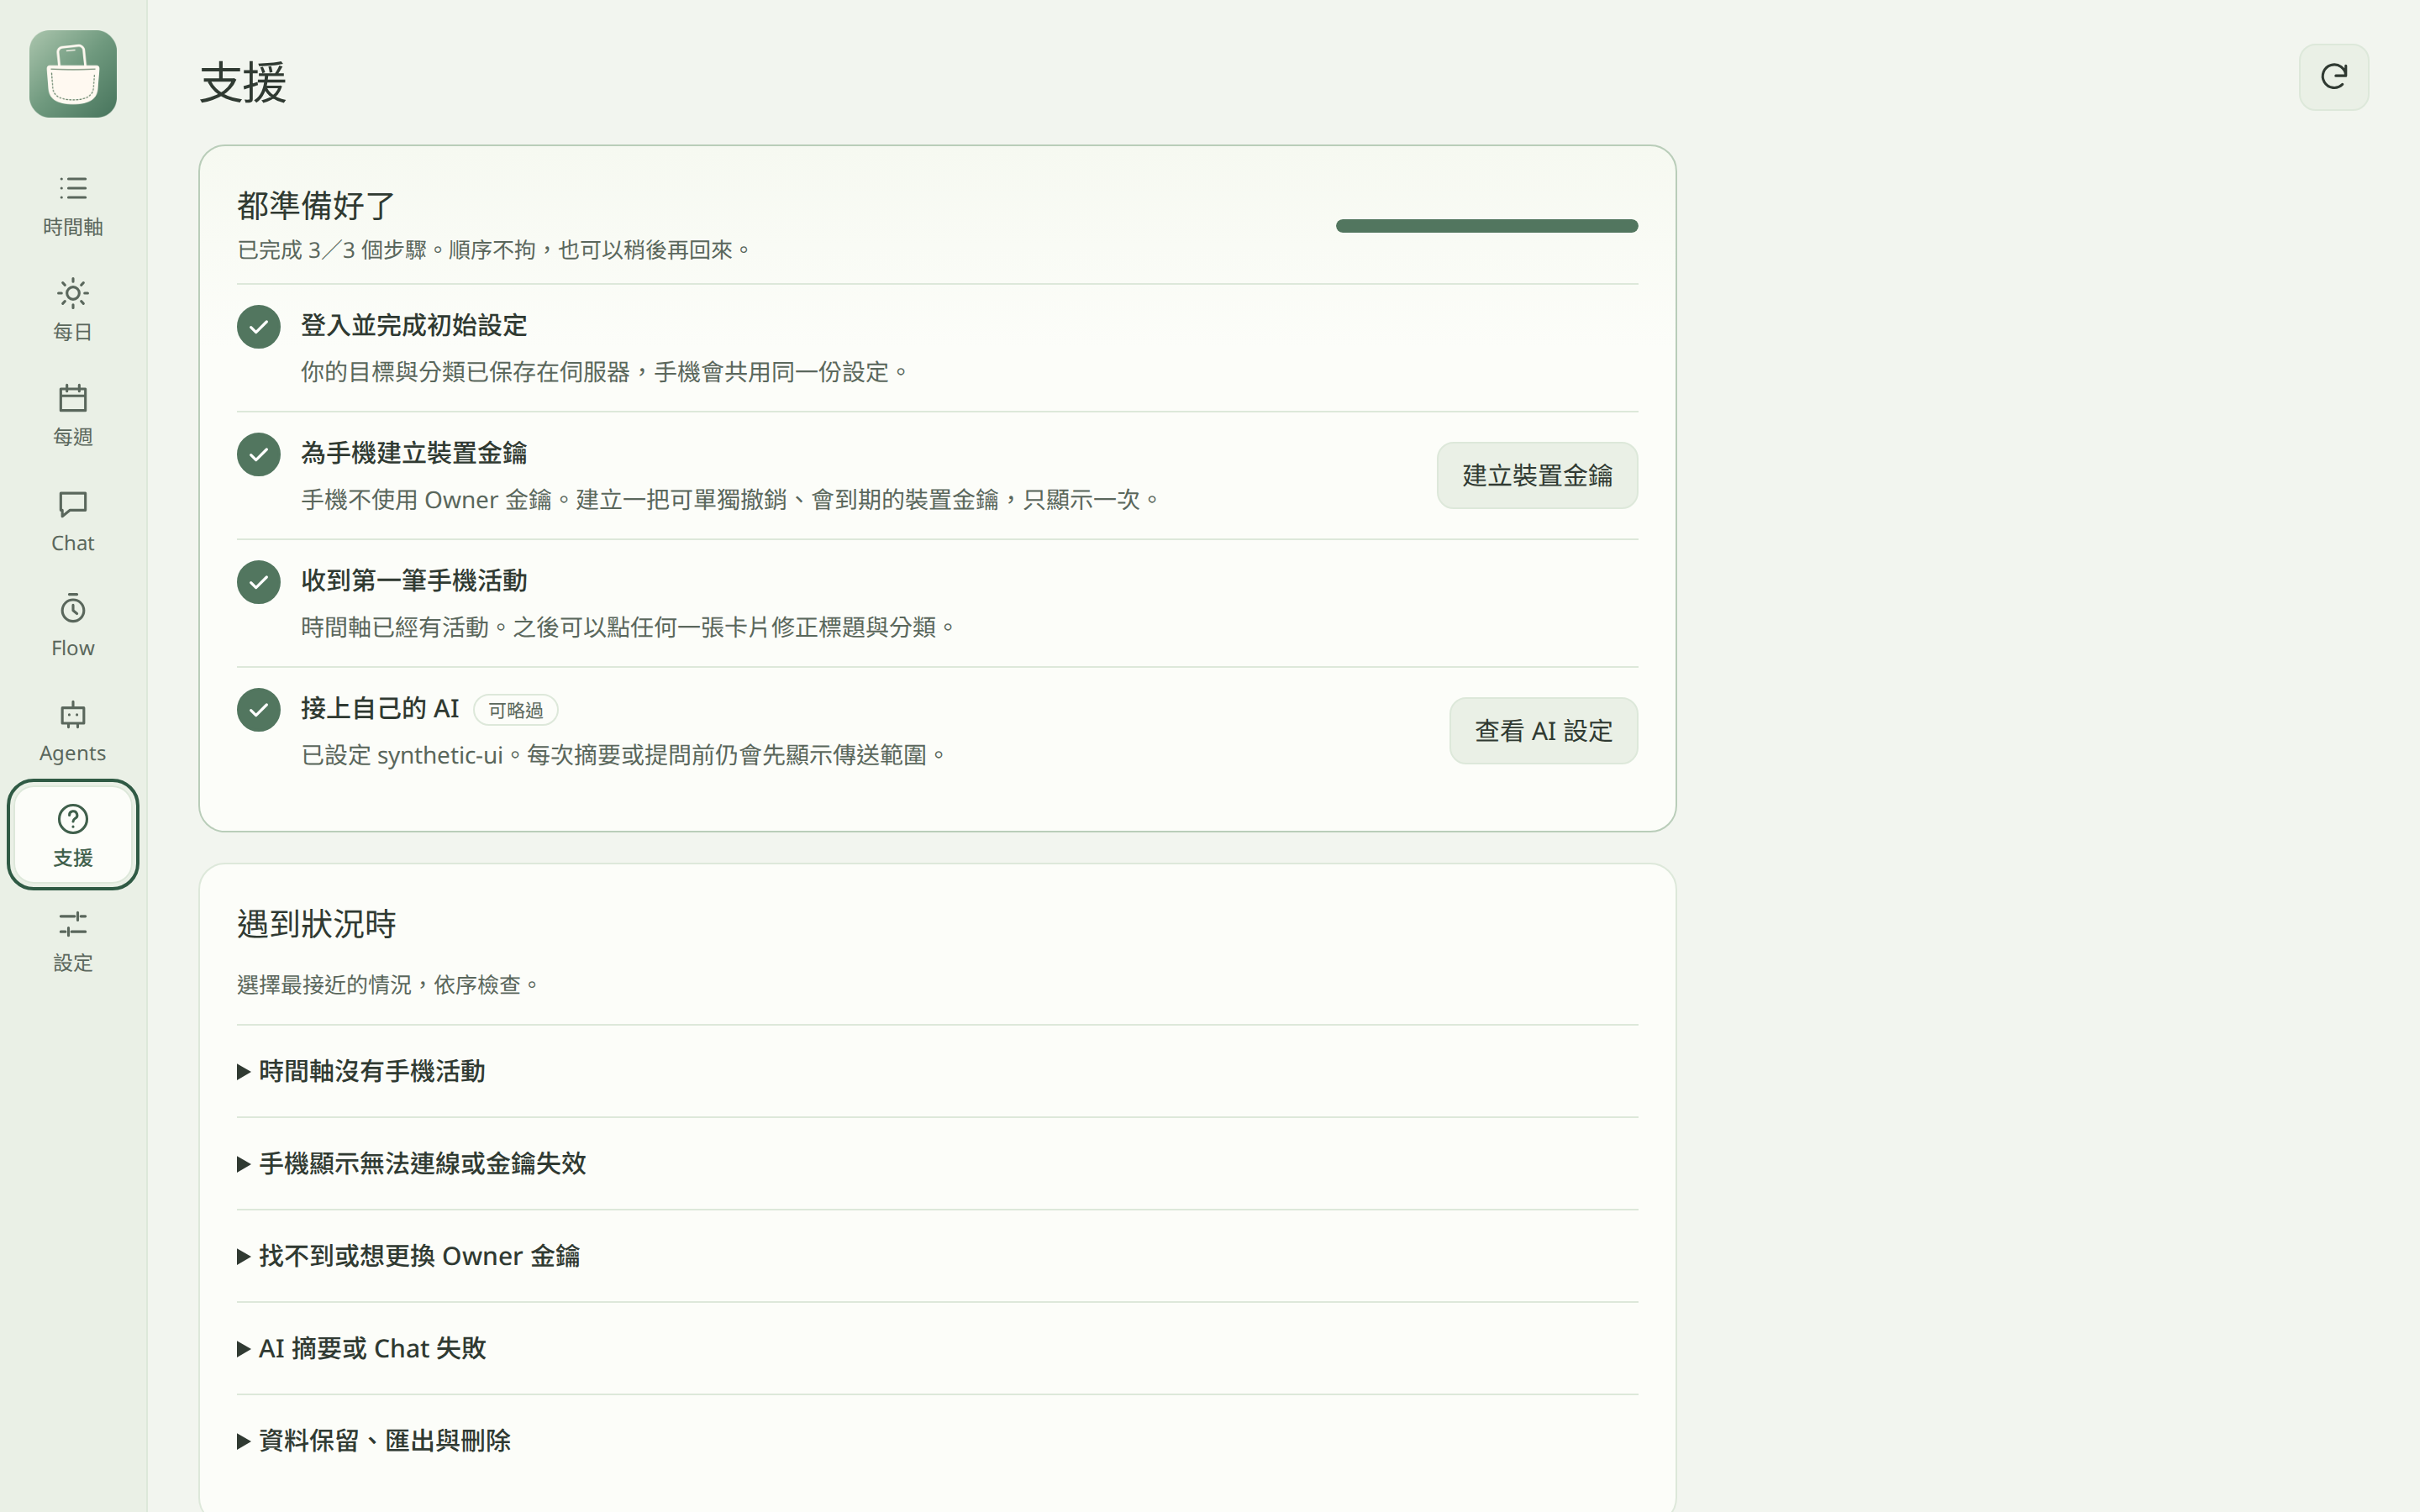 支援
時間軸
每日
每週
Chat
Flow
Agents
支援
設定
都準備好了
已完成 3／3 個步驟。順序不拘，也可以稍後再回來。
登入並完成初始設定
你的目標與分類已保存在伺服器，手機會共用同一份設定。
為手機建立裝置金鑰
手機不使用 Owner 金鑰。建立一把可單獨撤銷、會到期的裝置金鑰，只顯示一次。
建立裝置金鑰
收到第一筆手機活動
時間軸已經有活動。之後可以點任何一張卡片修正標題與分類。
接上自己的 AI 可略過
已設定 synthetic-ui。每次摘要或提問前仍會先顯示傳送範圍。
查看 AI 設定
遇到狀況時
選擇最接近的情況，依序檢查。
時間軸沒有手機活動
手機顯示無法連線或金鑰失效
找不到或想更換 Owner 金鑰
AI 摘要或 Chat 失敗
資料保留、匯出與刪除